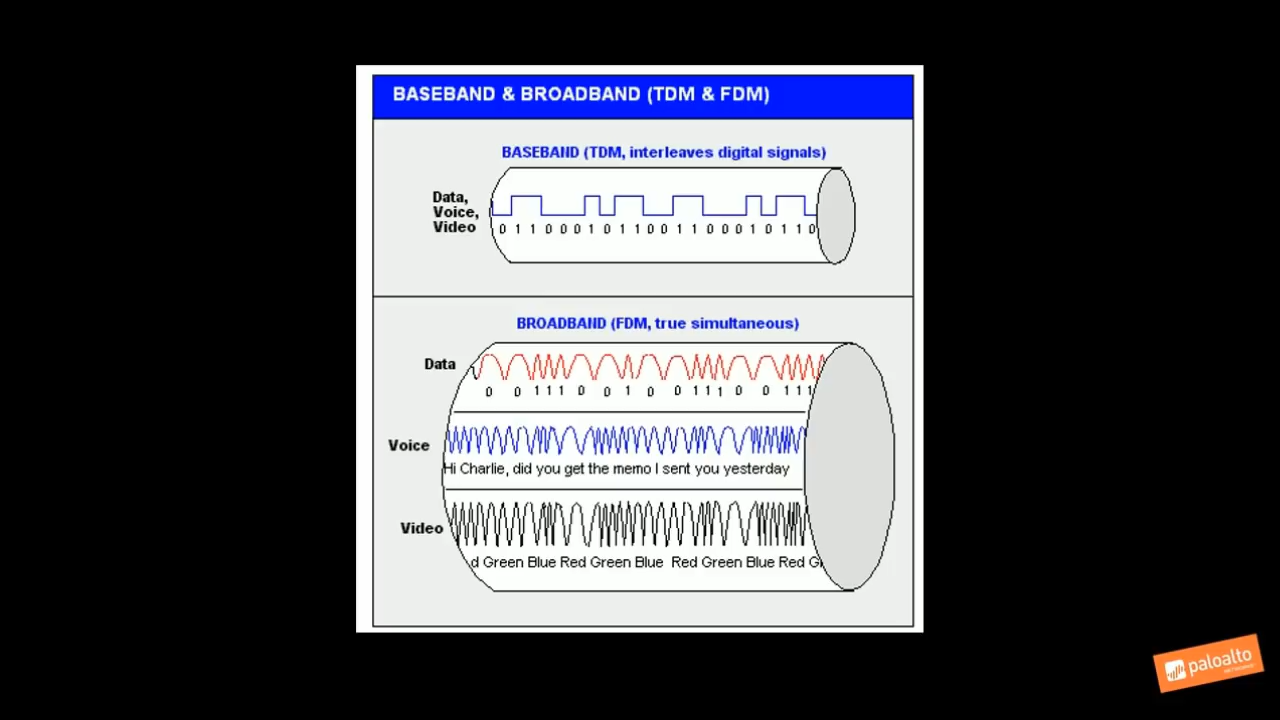 BASEBAND & BROADBAND (TDM & FDM)
BASEBAND (TDM, interleaves digital signals)
Data,
Voice,
Video
0 1 1 0 0 0 1 0 1 1 0 0 1 1 0 0 0 1 0 1 1 0
BROADBAND (FDM, true simultaneous)
Data
0 0 1 1 1 0 0 1 0 0 1 1 1 0 0 1 1 1
Voice
Hi Charlie, did you get the memo I sent you yesterday
Video
d Green Blue Red Green Blue Red Green Blue Red G
paloalto